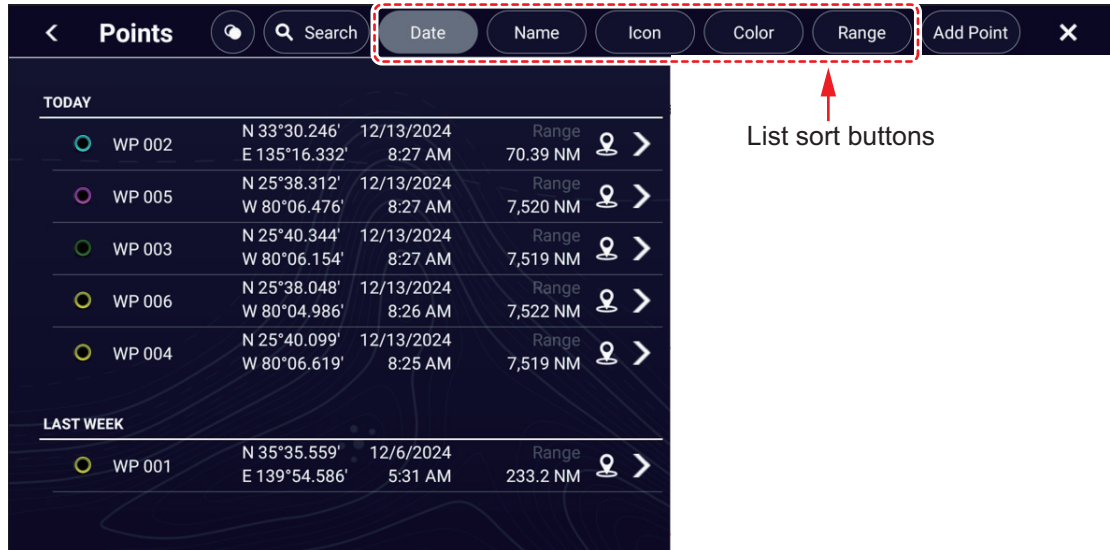 Points Search Date Name Icon Color Range Add Point
List sort buttons
TODAY
WP 002 N 33°30.246' 12/13/2024 Range
E 135°16.332' 8:27 AM 70.39 NM
WP 005 N 25°38.312' 12/13/2024 Range
W 80°06.476' 8:27 AM 7,520 NM
WP 003 N 25°40.344' 12/13/2024 Range
W 80°06.154' 8:27 AM 7,519 NM
WP 006 N 25°38.048' 12/13/2024 Range
W 80°04.986' 8:26 AM 7,522 NM
WP 004 N 25°40.099' 12/13/2024 Range
W 80°06.619' 8:25 AM 7,519 NM
LAST WEEK
WP 001 N 35°35.559' 12/6/2024 Range
E 139°54.586' 5:31 AM 233.2 NM